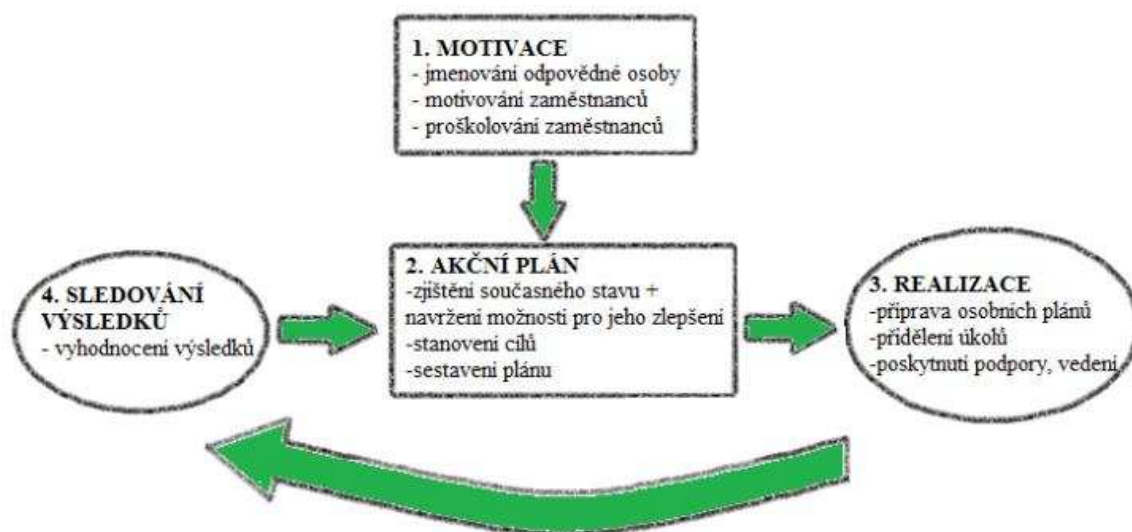 1. MOTIVACE
- jmenování odpovědné osoby
- motivování zaměstnanců
- proškolování zaměstnanců
2. AKČNÍ PLÁN
-zjištění současného stavu +
navržení možnosti pro jeho zlepšení
-stanovení cílů
-sestavení plánu
3. REALIZACE
-příprava osobních plánů
-přidělení úkolů
-poskytnutí podpory, vedení
4. SLEDOVÁNÍ
VÝSLEDKŮ
- vyhodnocení výsledků